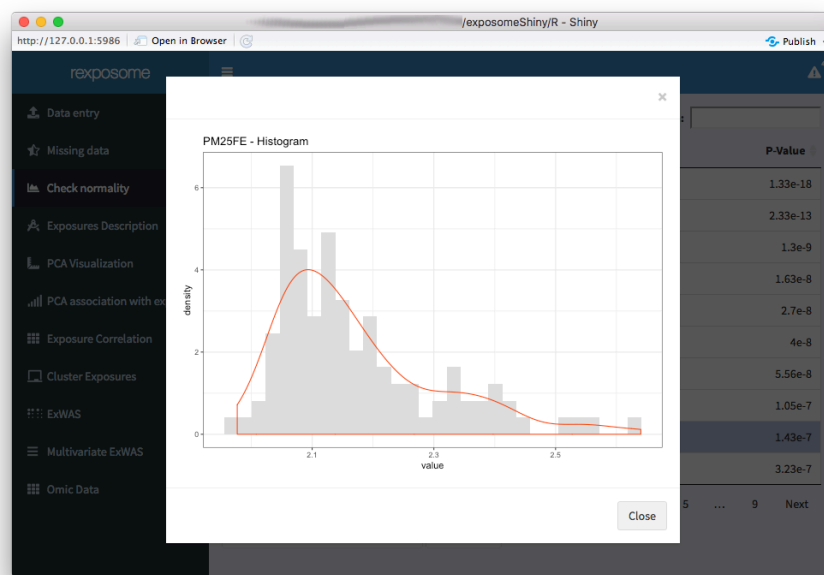 /exposomeShiny/R - Shiny
http://127.0.0.1:5986 Open in Browser Publish
rexposome
Data entry
Missing data
Check normality
Exposures Description
PCA Visualization
PCA association with ex
Exposure Correlation
Cluster Exposures
ExWAS
Multivariate ExWAS
Omic Data
×
PM25FE - Histogram
6
4
2
0
density
2.1 2.3 2.5
value
Close
:
P-Value
1.33e-18
2.33e-13
1.3e-9
1.63e-8
2.7e-8
4e-8
5.56e-8
1.05e-7
1.43e-7
3.23e-7
5 ... 9 Next